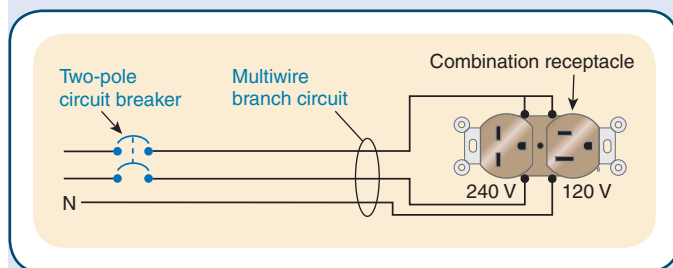 Two-pole
circuit breaker
Multiwire
branch circuit
Combination receptacle
N
240 V
120 V